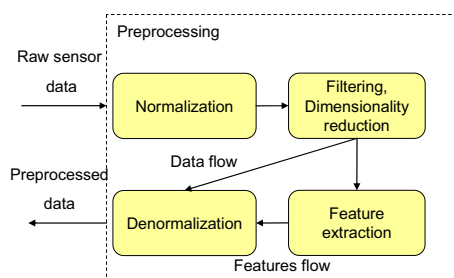 Preprocessing
Raw sensor
data
Normalization
Filtering,
Dimensionality
reduction
Data flow
Preprocessed
data
Denormalization
Feature
extraction
Features flow